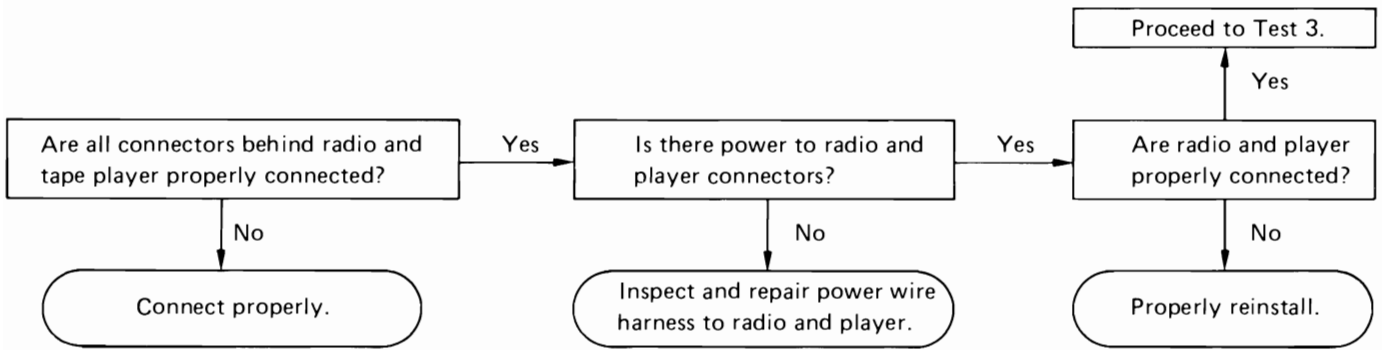 Proceed to Test 3.
Yes
Are all connectors behind radio and
tape player properly connected?
Yes
Is there power to radio and
player connectors?
Yes
Are radio and player
properly connected?
No
No
No
Connect properly.
Inspect and repair power wire
harness to radio and player.
Properly reinstall.